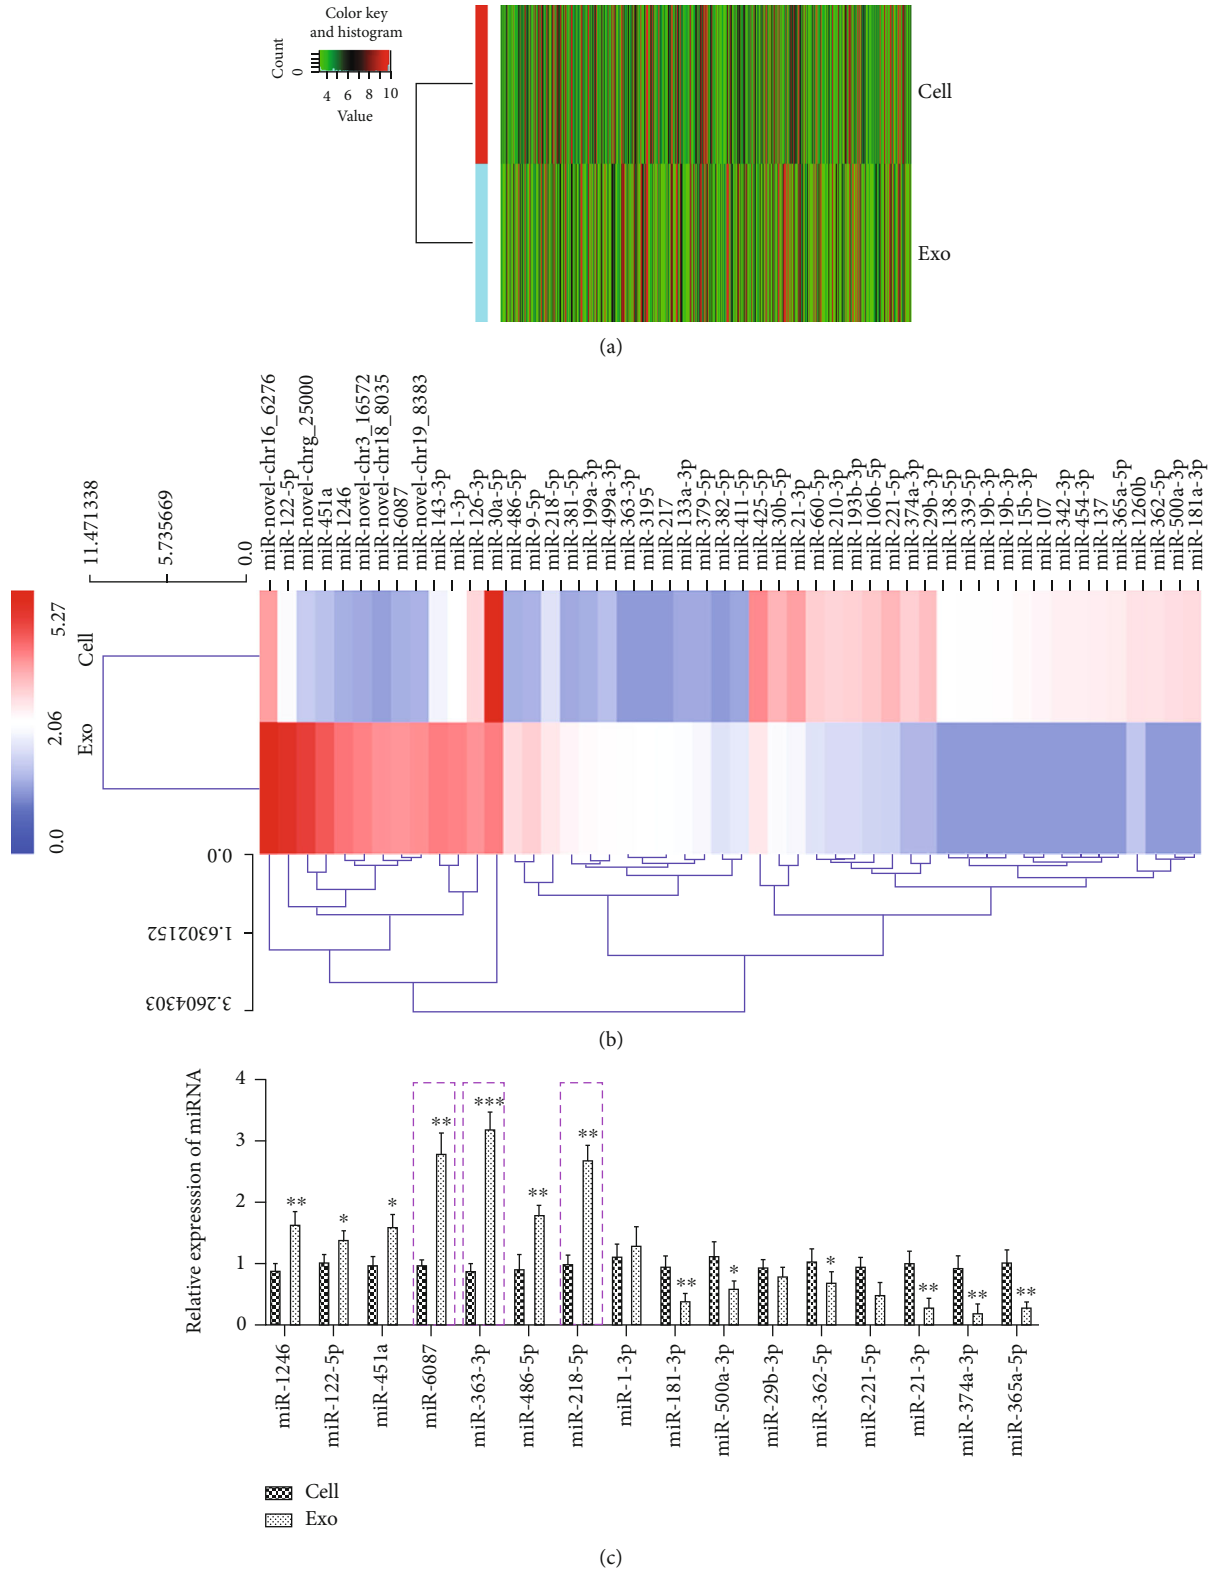 Color key
and histogram
Count
0
4 6 8 10
Value
Cell
Exo
(a)
11.471338
5.735669
0.0
miR-novel-chr16_6276
miR-122-5p
miR-novel-chrg_25000
miR-451a
miR-1246
miR-novel-chr3_16572
miR-novel-chr18_8035
miR-6087
miR-novel-chr19_8383
miR-143-3p
miR-1-3p
miR-126-3p
miR-30a-5p
miR-486-5p
miR-9-5p
miR-218-5p
miR-381-5p
miR-199a-3p
miR-499a-3p
miR-363-3p
miR-3195
miR-217
miR-133a-3p
miR-379-5p
miR-382-5p
miR-411-5p
miR-425-5p
miR-30b-5p
miR-21-3p
miR-660-5p
miR-210-3p
miR-193b-3p
miR-106b-5p
miR-221-5p
miR-374a-3p
miR-29b-3p
miR-138-5p
miR-339-5p
miR-19b-3p
miR-19b-3p
miR-15b-3p
miR-107
miR-342-3p
miR-454-3p
miR-137
miR-365a-5p
miR-1260b
miR-362-5p
miR-500a-3p
miR-181a-3p
5.27
2.06
0.0
Cell
Exo
0.0
1.6302152
3.2604303
(b)
Relative expresssion of miRNA
4
3
2
1
0
**
*
*
**
***
**
**
**
*
*
**
**
**
miR-1246
miR-122-5p
miR-451a
miR-6087
miR-363-3p
miR-486-5p
miR-218-5p
miR-1-3p
miR-181-3p
miR-500a-3p
miR-29b-3p
miR-362-5p
miR-221-5p
miR-21-3p
miR-374a-3p
miR-365a-5p
Cell
Exo
(c)